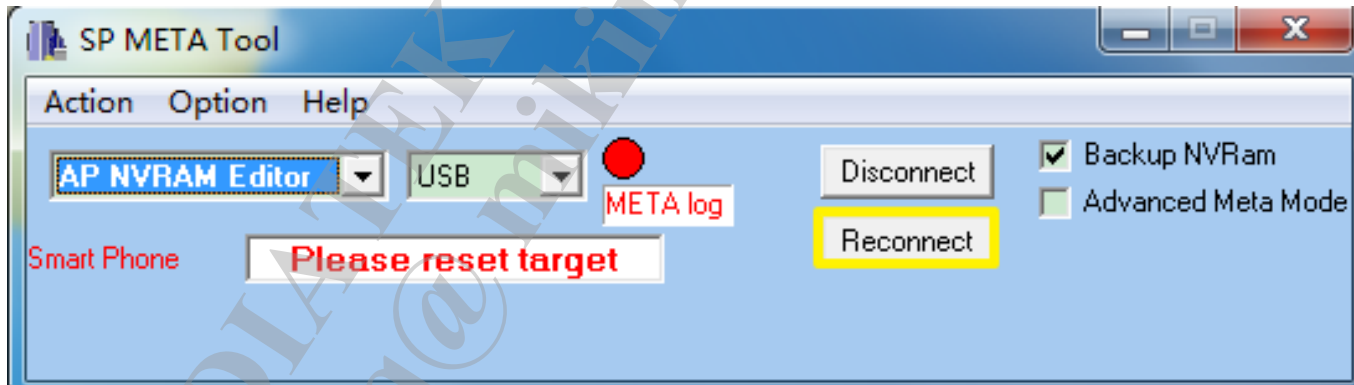 SP META Tool
Action Option Help
AP NVRAM Editor USB Disconnect Backup NVRam
META log Advanced Meta Mode
Smart Phone Please reset target Reconnect